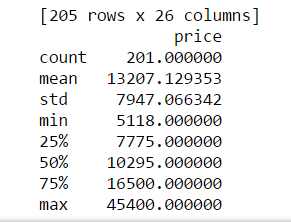 [205 rows x 26 columns]
price
count 201.000000
mean 13207.129353
std 7947.066342
min 5118.000000
25% 7775.000000
50% 10295.000000
75% 16500.000000
max 45400.000000